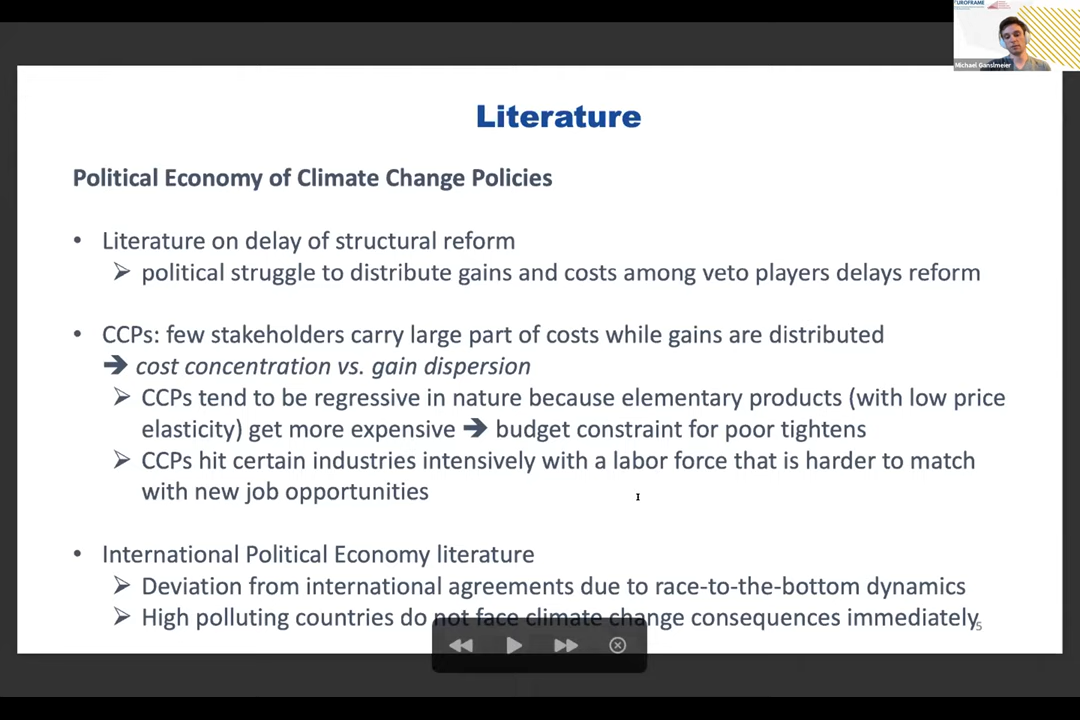 EUROFRAME
Michael Ganslmeier
Literature
Political Economy of Climate Change Policies
• Literature on delay of structural reform
➢ political struggle to distribute gains and costs among veto players delays reform
• CCPs: few stakeholders carry large part of costs while gains are distributed
➔ cost concentration vs. gain dispersion
➢ CCPs tend to be regressive in nature because elementary products (with low price
elasticity) get more expensive ➔ budget constraint for poor tightens
➢ CCPs hit certain industries intensively with a labor force that is harder to match
with new job opportunities
• International Political Economy literature
➢ Deviation from international agreements due to race-to-the-bottom dynamics
➢ High polluting countries do not face climate change consequences immediately
5